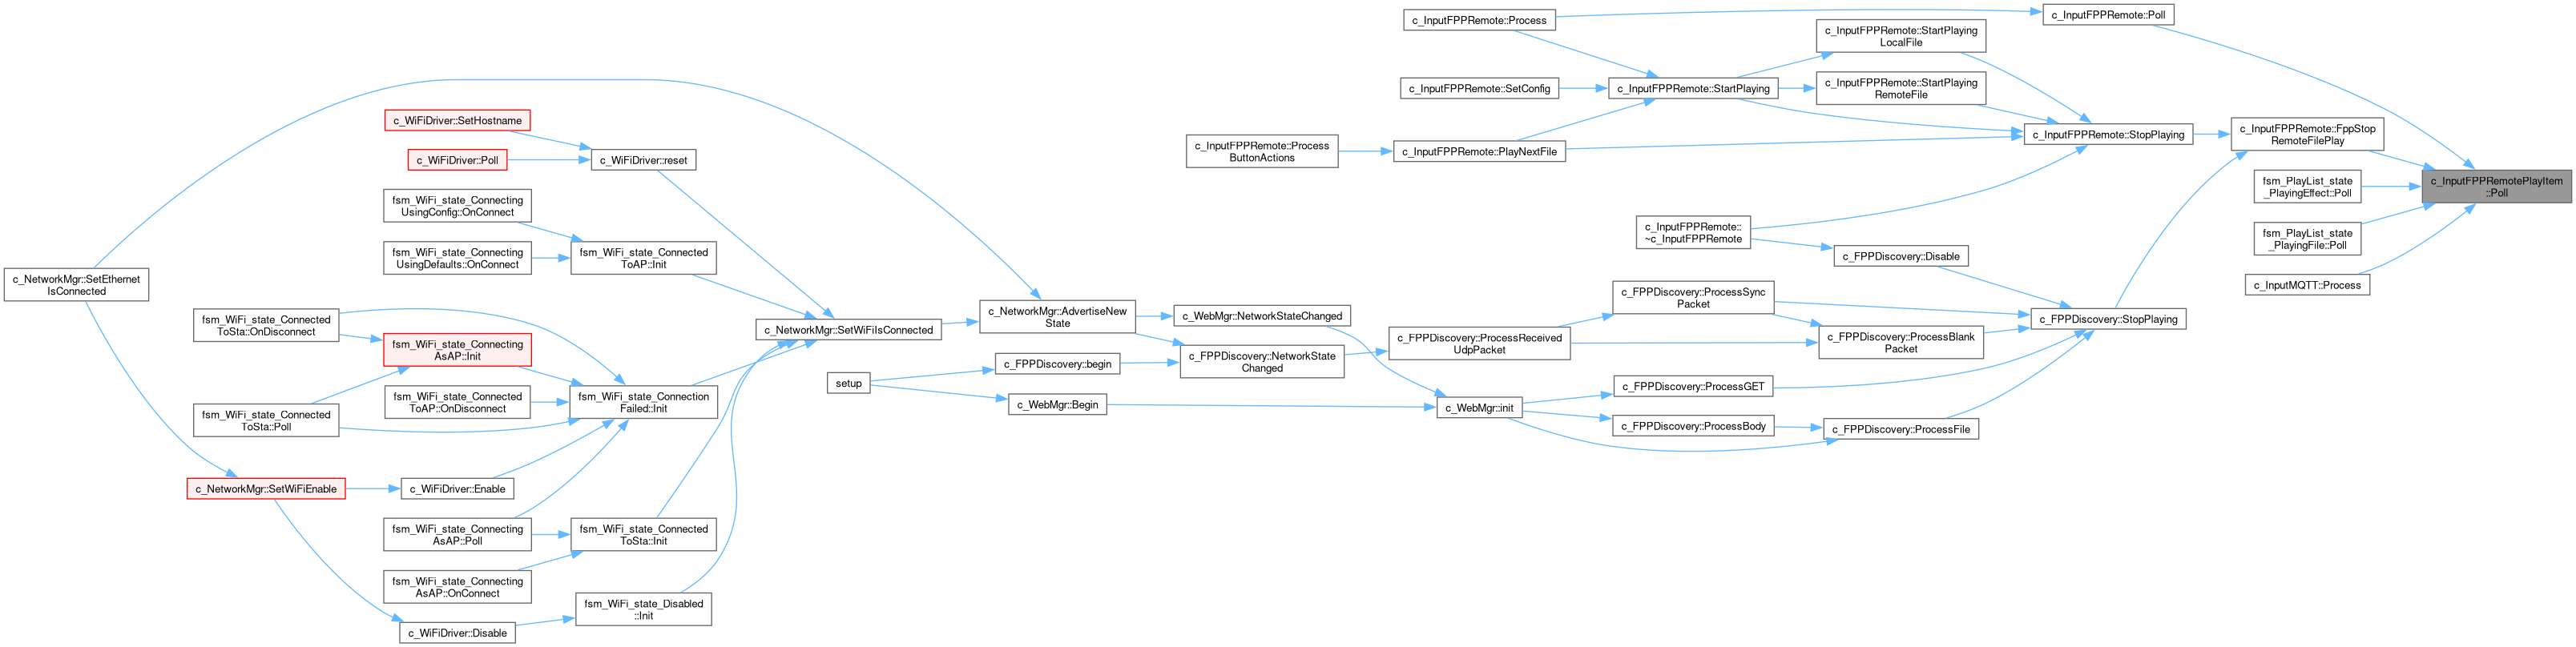 c_InputFPPRemote::Process
c_InputFPPRemote::Poll
c_InputFPPRemote::StartPlaying
LocalFile
c_InputFPPRemote::SetConfig
c_InputFPPRemote::StartPlaying
c_InputFPPRemote::StartPlaying
RemoteFile
c_WiFiDriver::SetHostname
c_InputFPPRemote::StopPlaying
c_InputFPPRemote::FppStop
RemoteFilePlay
c_WiFiDriver::Poll
c_WiFiDriver::reset
c_InputFPPRemote::Process
ButtonActions
c_InputFPPRemote::PlayNextFile
fsm_PlayList_state
_PlayingEffect::Poll
c_InputFPPRemotePlayItem
::Poll
fsm_WiFi_state_Connecting
UsingConfig::OnConnect
c_InputFPPRemote::
~c_InputFPPRemote
fsm_PlayList_state
_PlayingFile::Poll
fsm_WiFi_state_Connecting
UsingDefaults::OnConnect
fsm_WiFi_state_Connected
ToAP::Init
c_FPPDiscovery::Disable
c_NetworkMgr::SetEthernet
IsConnected
c_InputMQTT::Process
c_FPPDiscovery::ProcessSync
Packet
fsm_WiFi_state_Connected
ToSta::OnDisconnect
c_NetworkMgr::SetWiFiIsConnected
c_NetworkMgr::AdvertiseNew
State
c_WebMgr::NetworkStateChanged
c_FPPDiscovery::StopPlaying
fsm_WiFi_state_Connecting
AsAP::Init
c_FPPDiscovery::ProcessReceived
UdpPacket
c_FPPDiscovery::ProcessBlank
Packet
c_FPPDiscovery::begin
c_FPPDiscovery::NetworkState
Changed
setup
c_FPPDiscovery::ProcessGET
fsm_WiFi_state_Connected
ToAP::OnDisconnect
fsm_WiFi_state_Connection
Failed::Init
c_WebMgr::Begin
c_WebMgr::init
fsm_WiFi_state_Connected
ToSta::Poll
c_FPPDiscovery::ProcessBody
c_FPPDiscovery::ProcessFile
c_NetworkMgr::SetWiFiEnable
c_WiFiDriver::Enable
fsm_WiFi_state_Connecting
AsAP::Poll
fsm_WiFi_state_Connected
ToSta::Init
fsm_WiFi_state_Connecting
AsAP::OnConnect
fsm_WiFi_state_Disabled
::Init
c_WiFiDriver::Disable